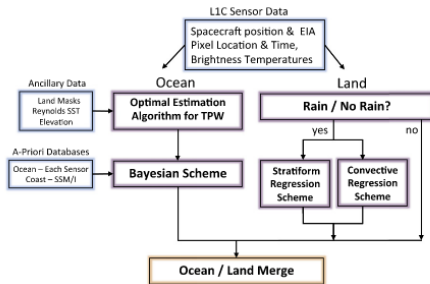 L1C Sensor Data
Spacecraft position & EIA
Pixel Location & Time,
Brightness Temperatures
Ocean
Land
Ancillary Data
Land Masks
Reynolds SST
Elevation
Optimal Estimation
Algorithm for TPW
Rain / No Rain?
yes
no
A-Priori Databases
Ocean – Each Sensor
Coast – SSM/I
Bayesian Scheme
Stratiform
Regression
Scheme
Convective
Regression
Scheme
Ocean / Land Merge